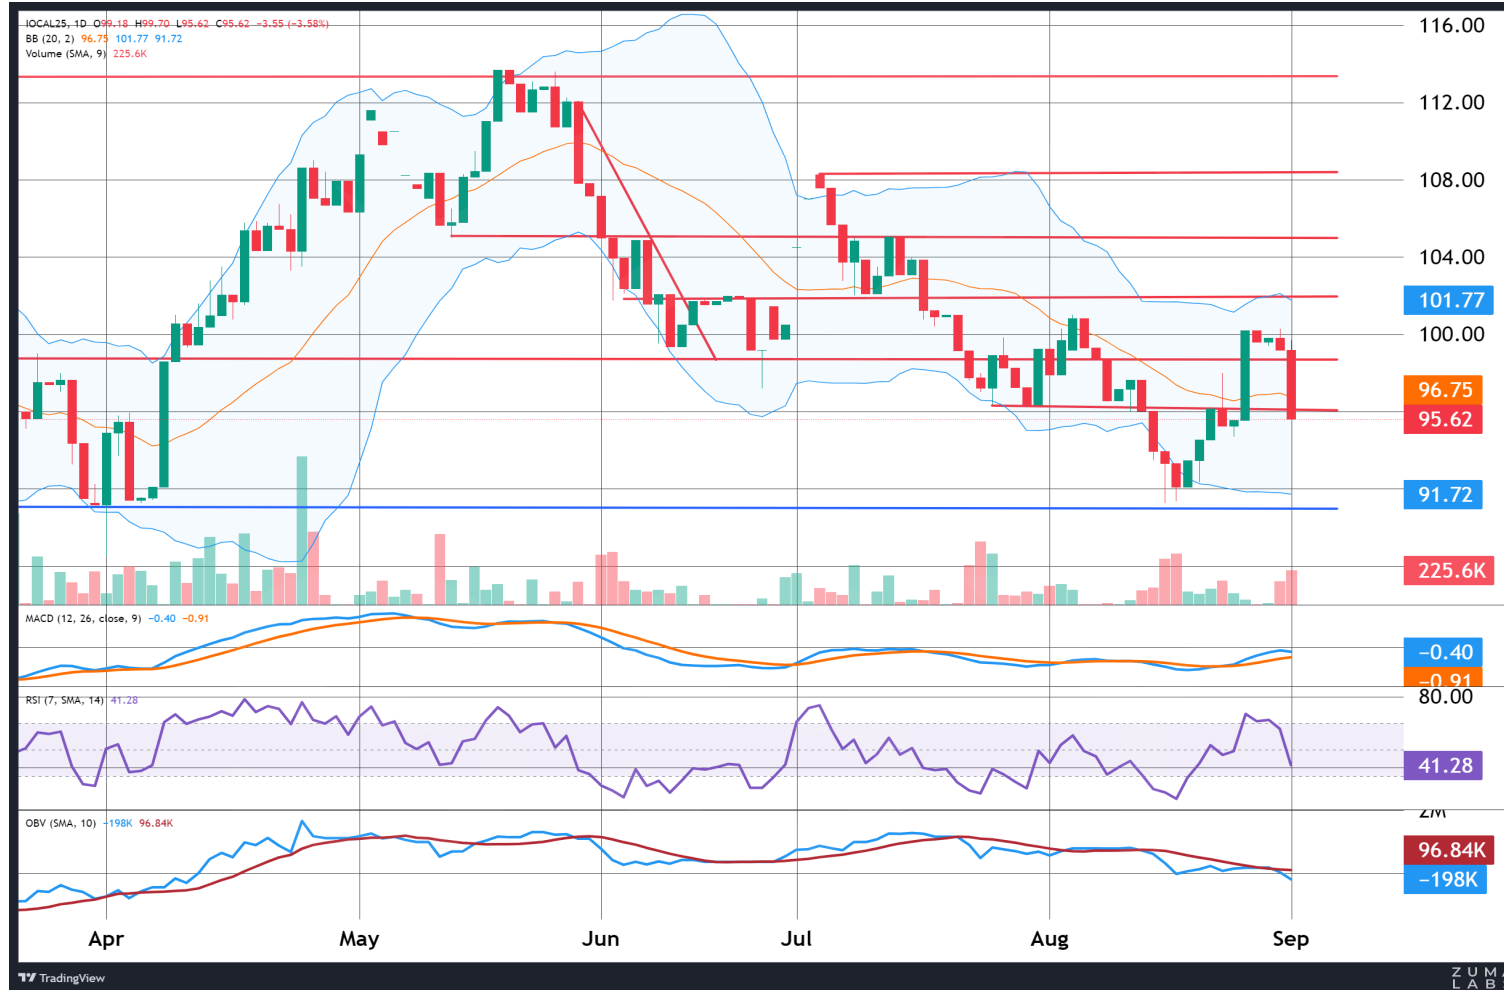 IOCAL25, 1D O99.18 H99.70 L95.62 C95.62 −3.55 (−3.58%)
BB (20, 2) 96.75 101.77 91.72
Volume (SMA, 9) 225.6K
116.00
112.00
108.00
104.00
101.77
100.00
96.75
95.62
91.72
225.6K
MACD (12, 26, close, 9) −0.40 −0.91
−0.40
−0.91
RSI (7, SMA, 14) 41.28
80.00
41.28
OBV (SMA, 10) −198K 96.84K
2M
96.84K
−198K
Apr May Jun Jul Aug Sep
TradingView
ZUMA
LAB